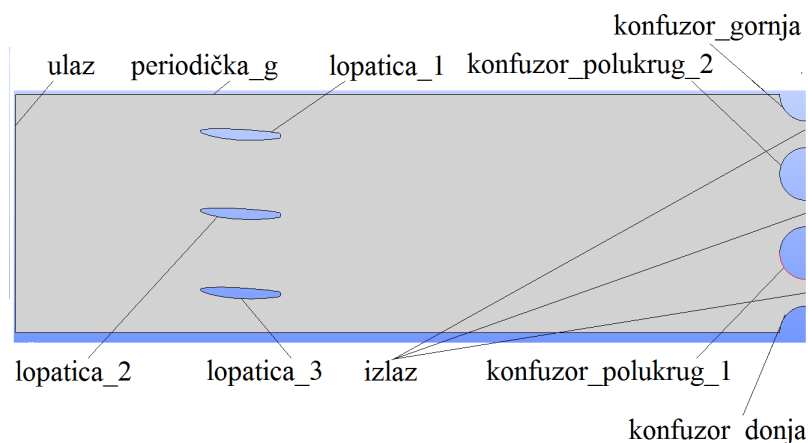 konfuzor_gornja
ulaz periodička_g lopatica_1 konfuzor_polukrug_2
lopatica_2 lopatica_3 izlaz konfuzor_polukrug_1
konfuzor_donja